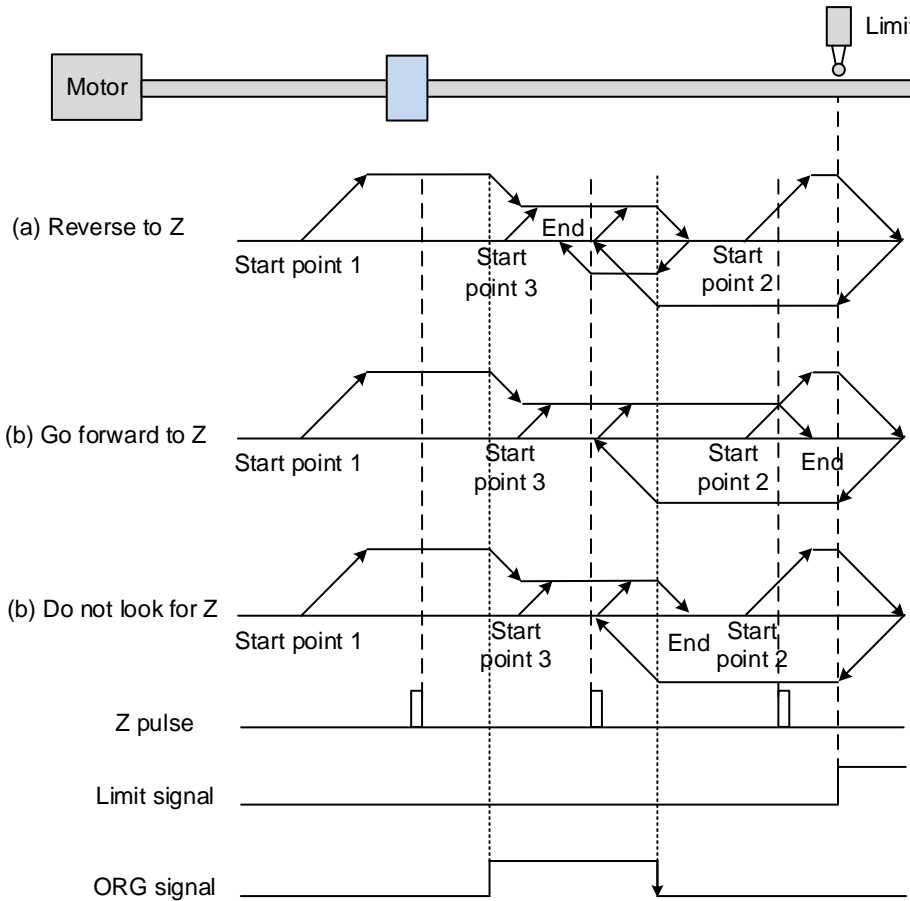 Limit
Motor
(a) Reverse to Z
Start point 1
Start
point 3
End
Start
point 2
(b) Go forward to Z
Start point 1
Start
point 3
Start
point 2
End
(b) Do not look for Z
Start point 1
Start
point 3
End
Start
point 2
Z pulse
Limit signal
ORG signal